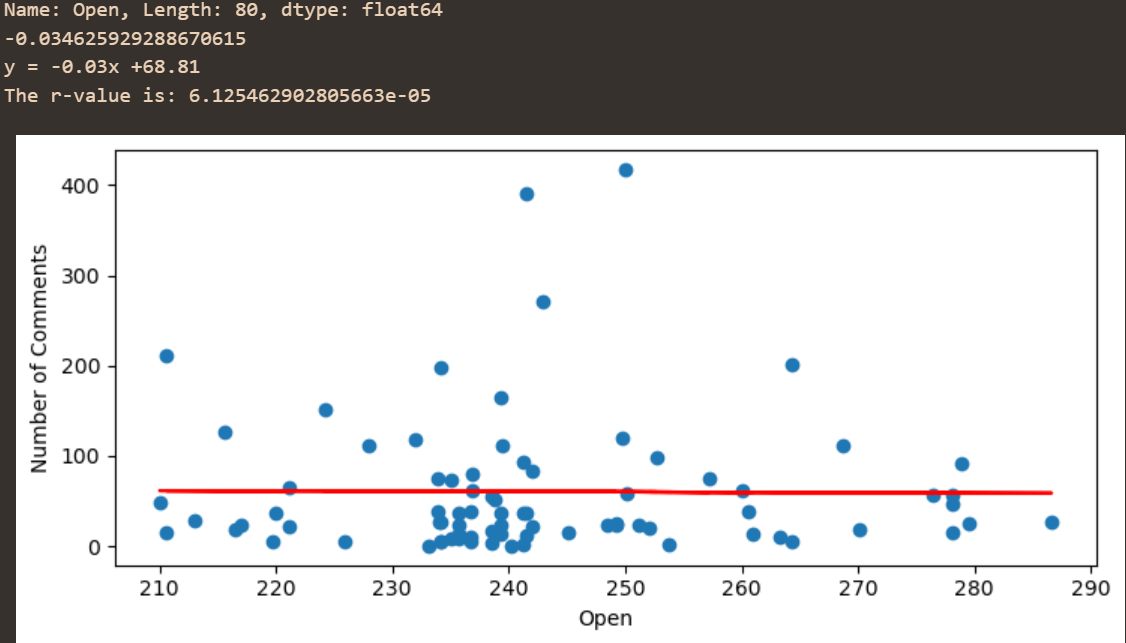 Name: Open, Length: 80, dtype: float64
-0.034625929288670615
y = -0.03x +68.81
The r-value is: 6.125462902805663e-05
400
300
200
100
0
Number of Comments
210 220 230 240 250 260 270 280 290
Open